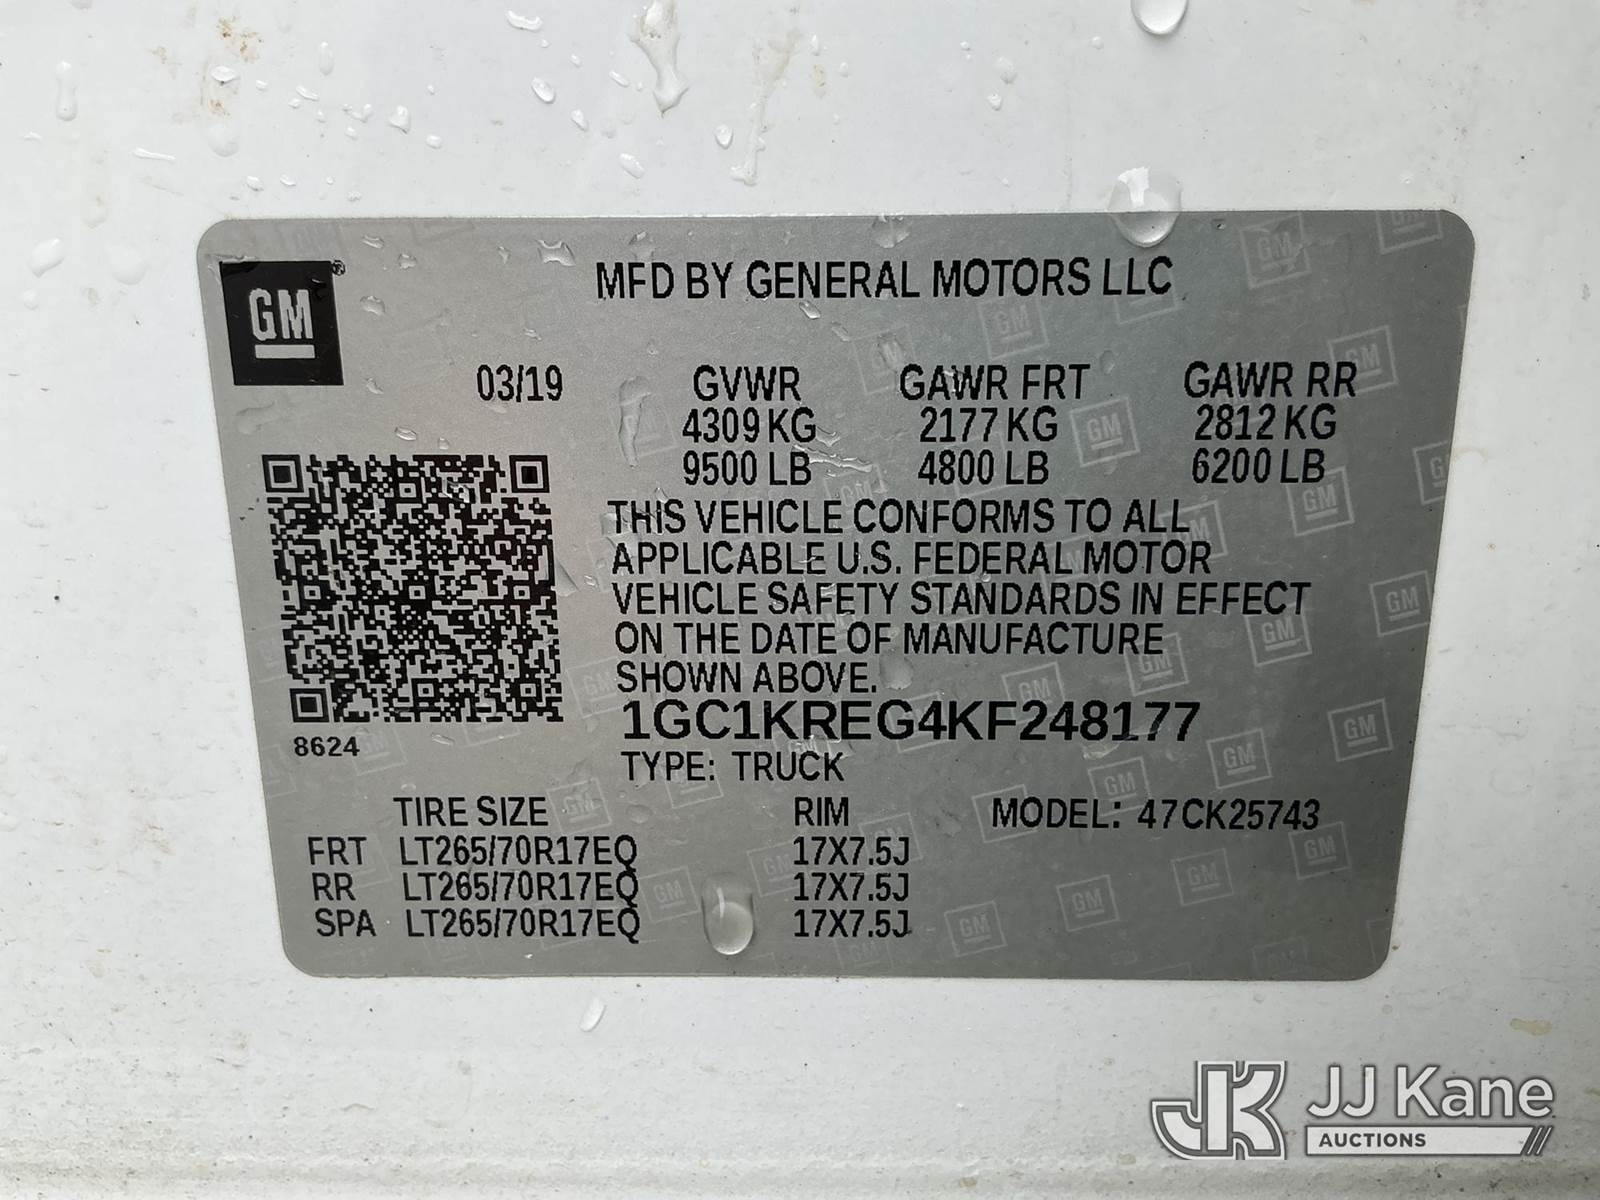 GM
MFD BY GENERAL MOTORS LLC
03/19 GVWR GAWR FRT GAWR RR
4309 KG 2177 KG 2812 KG
9500 LB 4800 LB 6200 LB
THIS VEHICLE CONFORMS TO ALL
APPLICABLE U.S. FEDERAL MOTOR
VEHICLE SAFETY STANDARDS IN EFFECT
ON THE DATE OF MANUFACTURE
SHOWN ABOVE.
1GC1KREG4KF248177
8624
TYPE: TRUCK
TIRE SIZE RIM MODEL: 47CK25743
FRT LT265/70R17EQ 17X7.5J
RR LT265/70R17EQ 17X7.5J
SPA LT265/70R17EQ 17X7.5J
JK JJ Kane
AUCTIONS